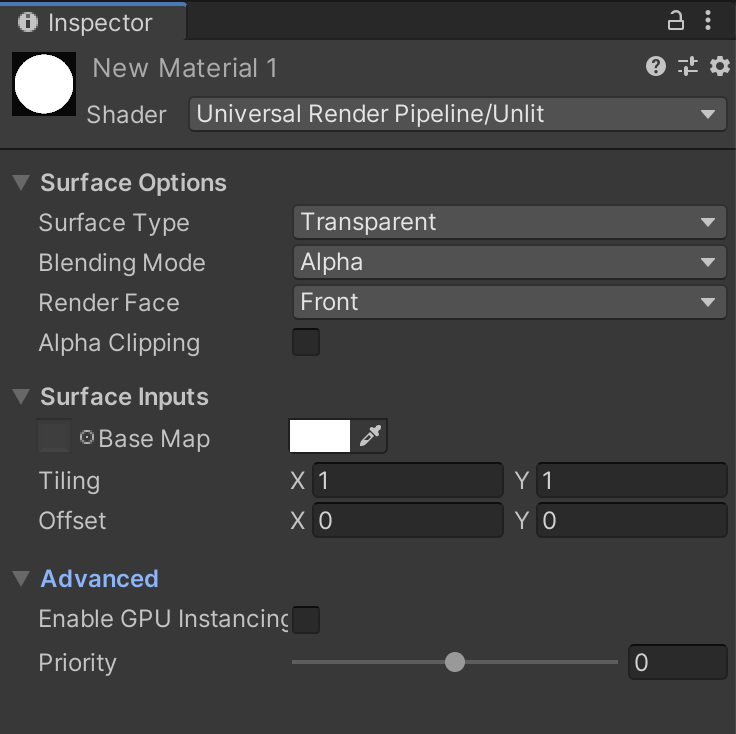 Inspector
New Material 1
Shader Universal Render Pipeline/Unlit
Surface Options
Surface Type Transparent
Blending Mode Alpha
Render Face Front
Alpha Clipping
Surface Inputs
Base Map
Tiling X 1 Y 1
Offset X 0 Y 0
Advanced
Enable GPU Instancing
Priority 0